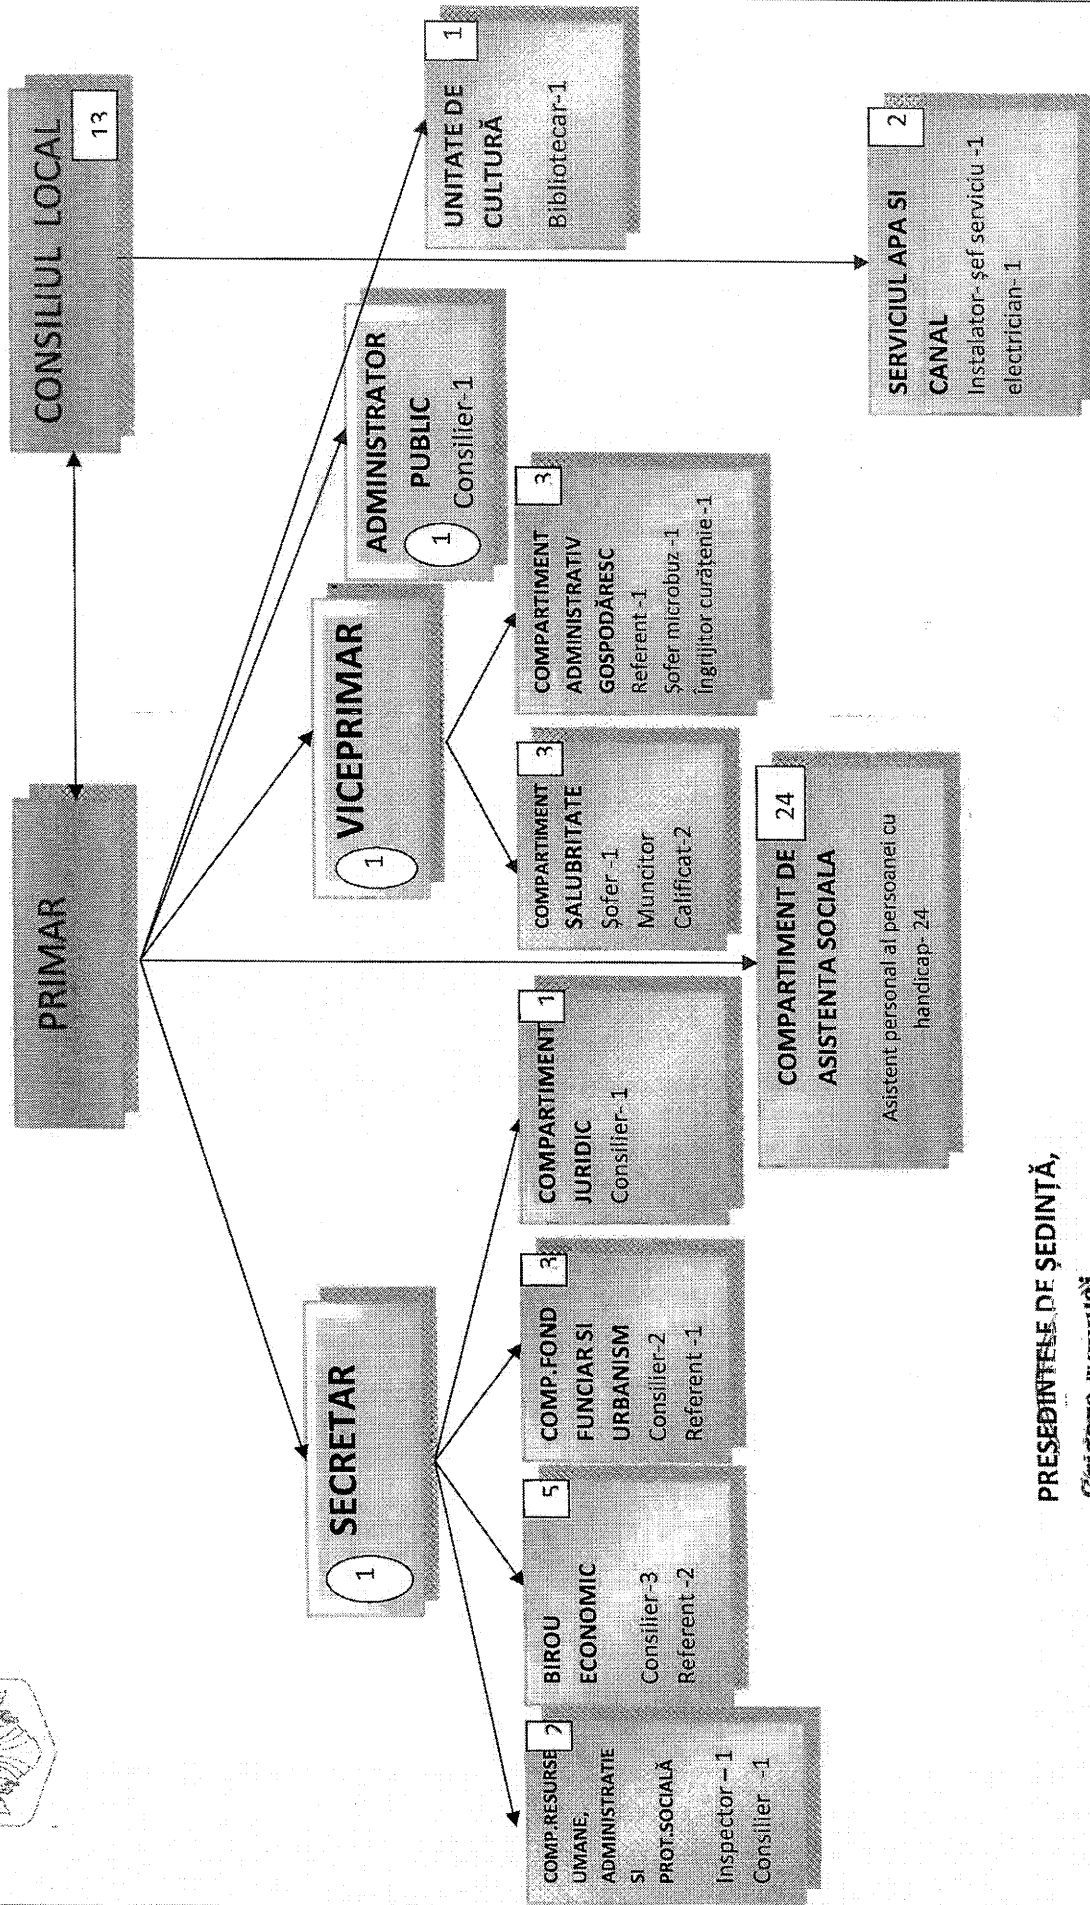 PRIMAR
CONSILIUL LOCAL
13
SECRETAR
1
VICEPRIMAR
1
ADMINISTRATOR
PUBLIC
1
Consilier-1
UNITATE DE
CULTURĂ
1
Bibliotecar-1
COMP.RESURSE
UMANE,
ADMINISTRATIE
SI
PROT.SOCIALĂ
Inspector – 1
Consilier -1
BIROU
ECONOMIC
5
Consilier-3
Referent -2
COMP.FOND
FUNCIAR SI
URBANISM
3
Consilier-2
Referent -1
COMPARTIMENT
JURIDIC
1
Consilier- 1
COMPARTIMENT
SALUBRITATE
3
Șofer -1
Muncitor
Calificat-2
COMPARTIMENT
ADMINISTRATIV
GOSPODĂRESC
3
Referent -1
Șofer microbuz -1
Îngrijitor curățenie -1
COMPARTIMENT DE
ASISTENTA SOCIALA
24
Asistent personal al persoanei cu
handicap- 24
SERVICIUL APA SI
CANAL
2
Instalator- șef serviciu -1
electrician- 1
PRESEDINTELE DE ȘEDINȚĂ,